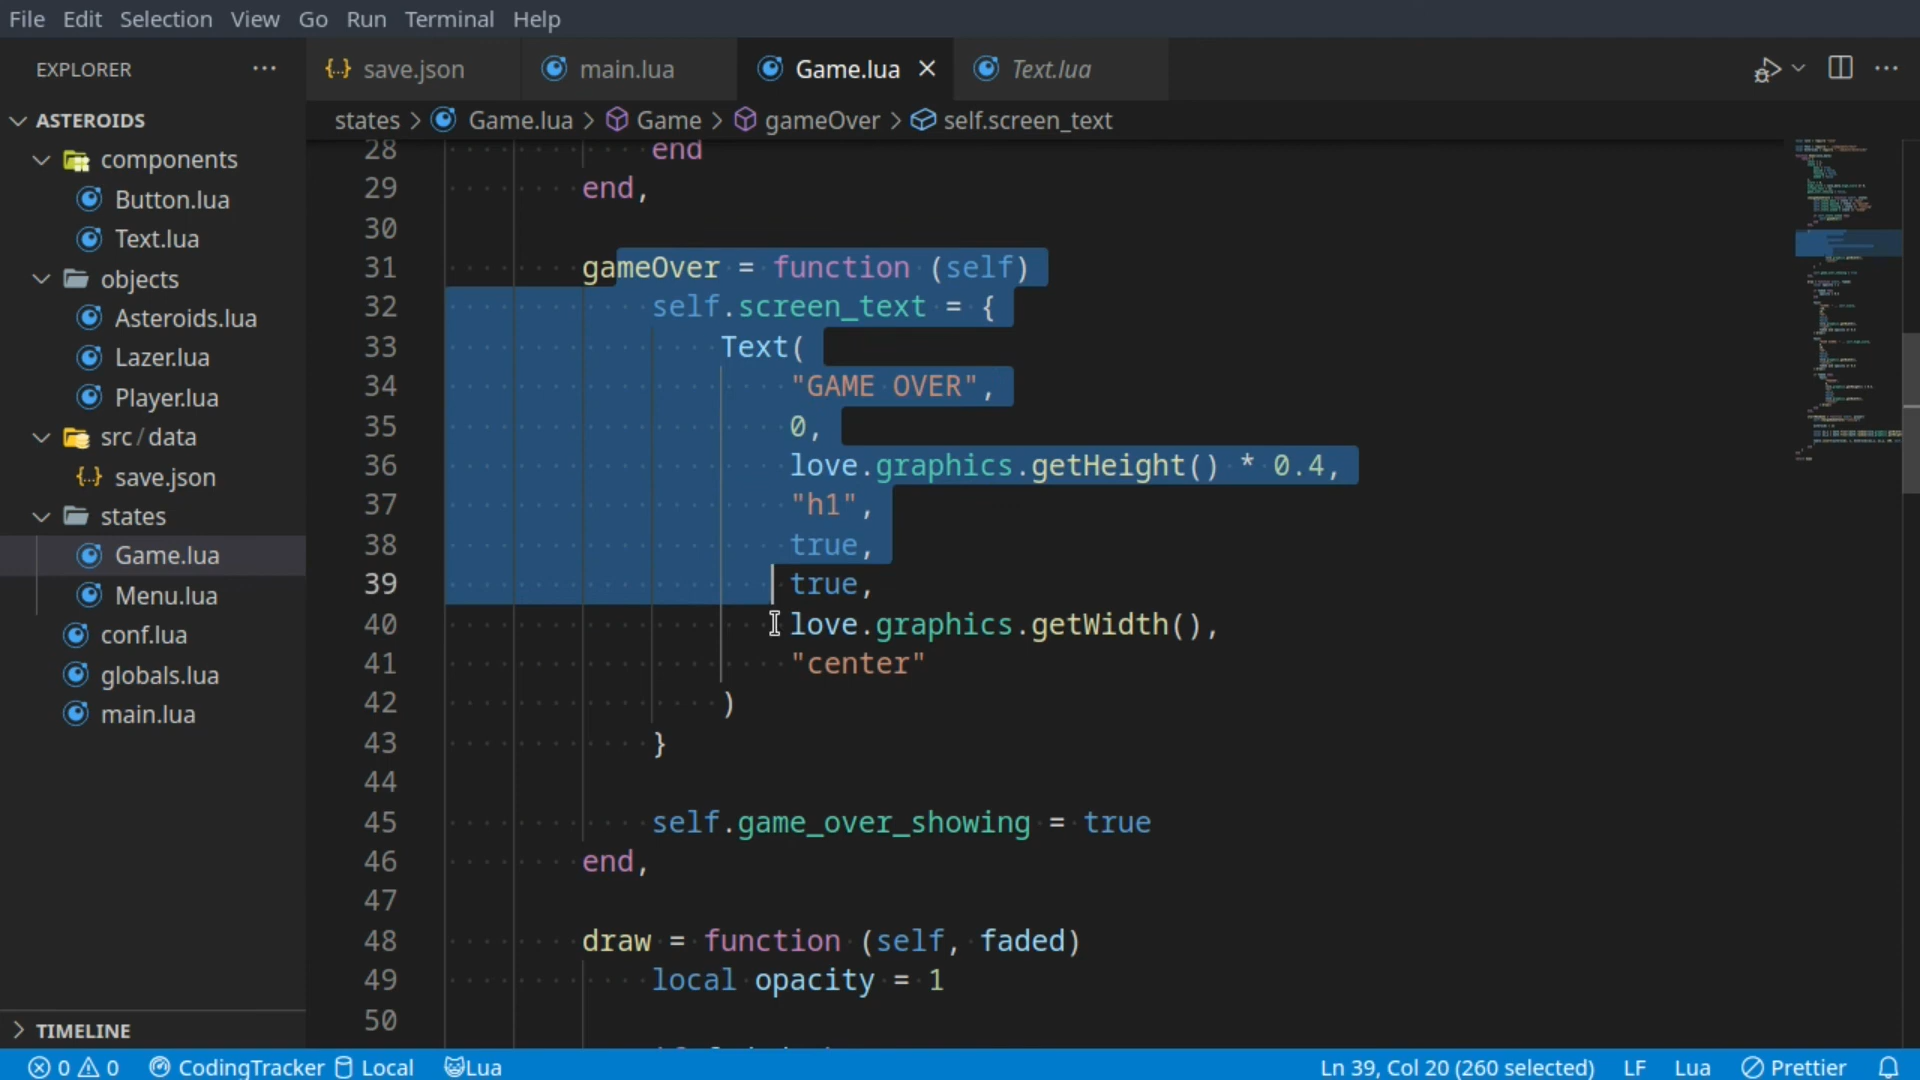 File Edit Selection View Go Run Terminal Help
EXPLORER ···
save.json main.lua Game.lua Text.lua
ASTEROIDS
components
Button.lua
Text.lua
objects
Asteroids.lua
Lazer.lua
Player.lua
src/data
save.json
states
Game.lua
Menu.lua
conf.lua
globals.lua
main.lua
TIMELINE
states > Game.lua > Game > gameOver > self.screen_text
28 end
29 end,
30
31 gameOver = function (self)
32 self.screen_text = {
33 Text(
34 "GAME OVER",
35 0,
36 love.graphics.getHeight() * 0.4,
37 "h1",
38 true,
39 true,
40 love.graphics.getWidth(),
41 "center"
42 )
43 }
44
45 self.game_over_showing = true
46 end,
47
48 draw = function (self, faded)
49 local opacity = 1
50
0 0 CodingTracker Local Lua Ln 39, Col 20 (260 selected) LF Lua Prettier